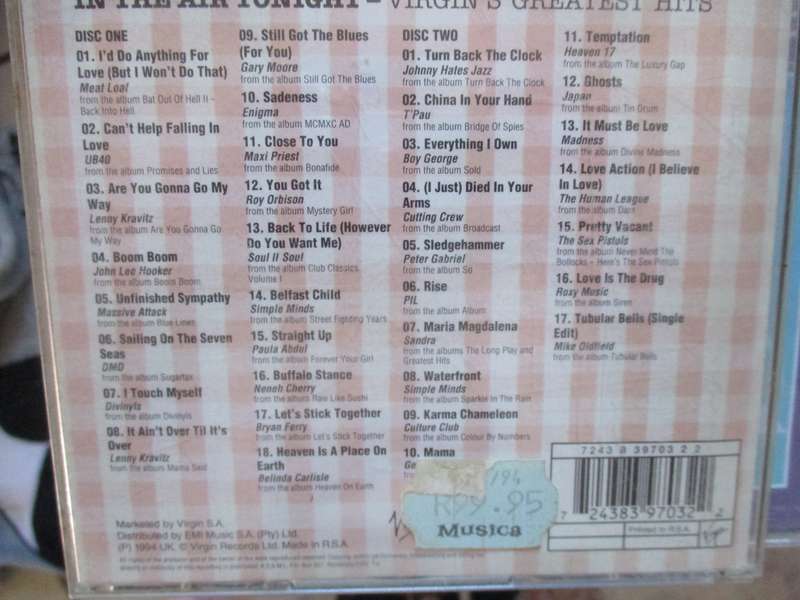 IN THE AIR TONIGHT – VIRGIN'S GREATEST HITS
DISC ONE
01. I'd Do Anything For
Love (But I Won't Do That)
Meat Loaf
from the album Bat Out Of Hell II –
Back Into Hell
02. Can't Help Falling In
Love
UB40
from the album Promises and Lies
03. Are You Gonna Go My
Way
Lenny Kravitz
from the album Are You Gonna Go
My Way
04. Boom Boom
John Lee Hooker
from the album Boom Boom
05. Unfinished Sympathy
Massive Attack
from the album Blue Lines
06. Sailing On The Seven
Seas
OMD
from the album Sugartax
07. I Touch Myself
Divinyls
from the album Divinyls
08. It Ain't Over Til It's
Over
Lenny Kravitz
from the album Mama Said
09. Still Got The Blues
(For You)
Gary Moore
from the album Still Got The Blues
10. Sadeness
Enigma
from the album MCMXC AD
11. Close To You
Maxi Priest
from the album Bonafide
12. You Got It
Roy Orbison
from the album Mystery Girl
13. Back To Life (However
Do You Want Me)
Soul II Soul
from the album Club Classics
Volume I
14. Belfast Child
Simple Minds
from the album Street Fighting Years
15. Straight Up
Paula Abdul
from the album Forever Your Girl
16. Buffalo Stance
Neneh Cherry
from the album Raw Like Sushi
17. Let's Stick Together
Bryan Ferry
from the album Let's Stick Together
18. Heaven Is A Place On
Earth
Belinda Carlisle
from the album Heaven On Earth
DISC TWO
01. Turn Back The Clock
Johnny Hates Jazz
from the album Turn Back The Clock
02. China In Your Hand
T'Pau
from the album Bridge Of Spies
03. Everything I Own
Boy George
from the album Sold
04. (I Just) Died In Your
Arms
Cutting Crew
from the album Broadcast
05. Sledgehammer
Peter Gabriel
from the album So
06. Rise
PIL
from the album Album
07. Maria Magdalena
Sandra
from the albums The Long Play and
Greatest Hits
08. Waterfront
Simple Minds
from the album Sparkle In The Rain
09. Karma Chameleon
Culture Club
from the album Colour By Numbers
10. Mama
Ge
11. Temptation
Heaven 17
from the album The Luxury Gap
12. Ghosts
Japan
from the album Tin Drum
13. It Must Be Love
Madness
from the album Divine Madness
14. Love Action (I Believe
In Love)
The Human League
from the album Dare
15. Pretty Vacant
The Sex Pistols
from the album Never Mind The
Bollocks – Here's The Sex Pistols
16. Love Is The Drug
Roxy Music
from the album Siren
17. Tubular Bells (Single
Edit)
Mike Oldfield
from the album Tubular Bells
Marketed by Virgin S.A.
Distributed by EMI Music S.A. (Pty) Ltd.
(P) 1994 UK. © Virgin Records Ltd. Made in R.S.A.
194
.95
Musica
7243 8 39703 2 2
7 24383 97032 2
Printed in R.S.A.